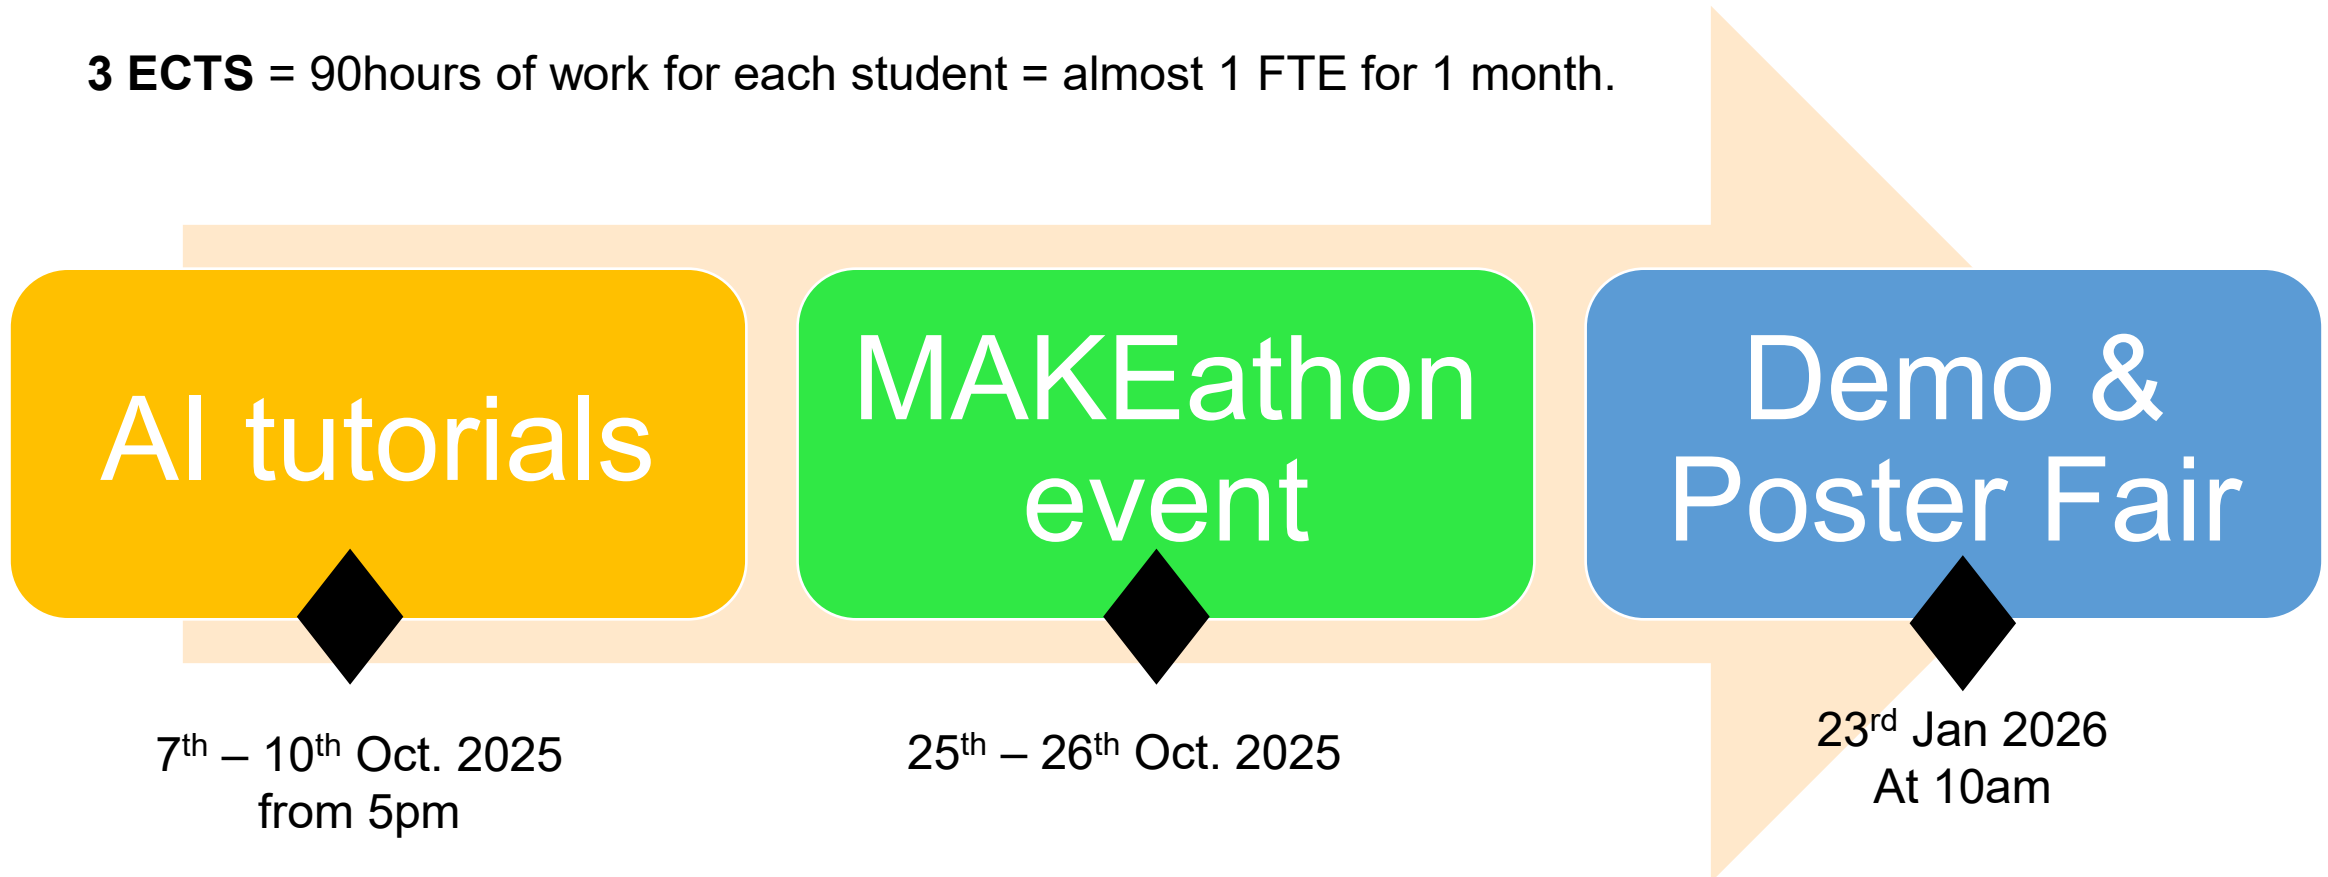 3 ECTS = 90hours of work for each student = almost 1 FTE for 1 month.
AI tutorials
MAKEathon
event
Demo &
Poster Fair
7th – 10th Oct. 2025
from 5pm
25th – 26th Oct. 2025
23rd Jan 2026
At 10am